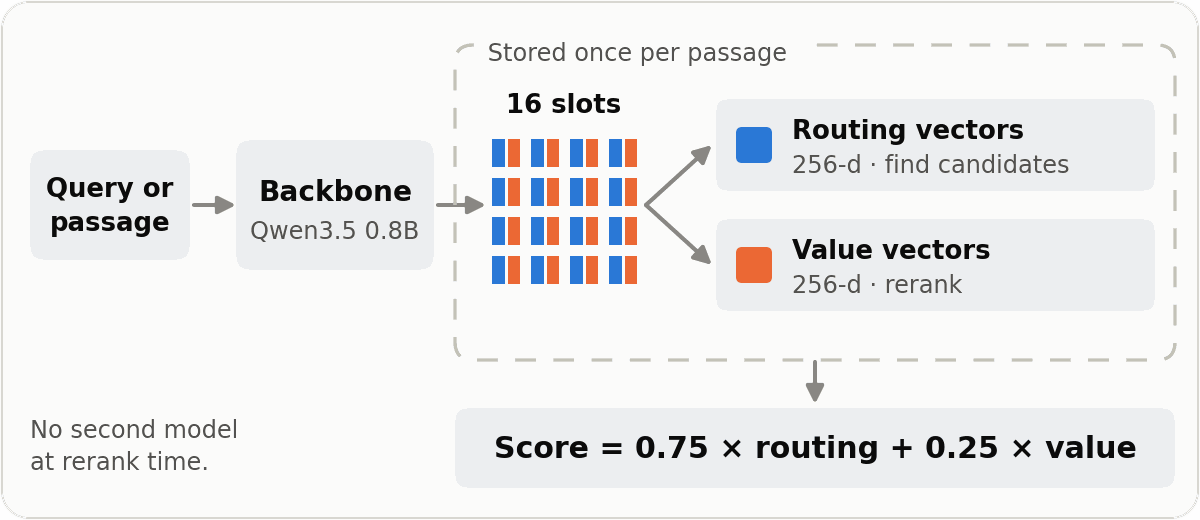 Stored once per passage
16 slots
Query or
passage
Backbone
Qwen3.5 0.8B
Routing vectors
256-d · find candidates
Value vectors
256-d · rerank
No second model
at rerank time.
Score = 0.75 × routing + 0.25 × value